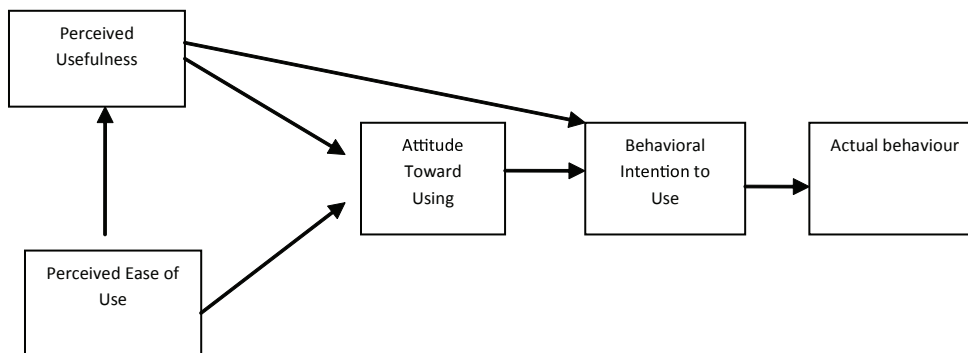 Perceived
Usefulness
Attitude
Toward
Using
Behavioral
Intention to
Use
Actual behaviour
Perceived Ease of
Use